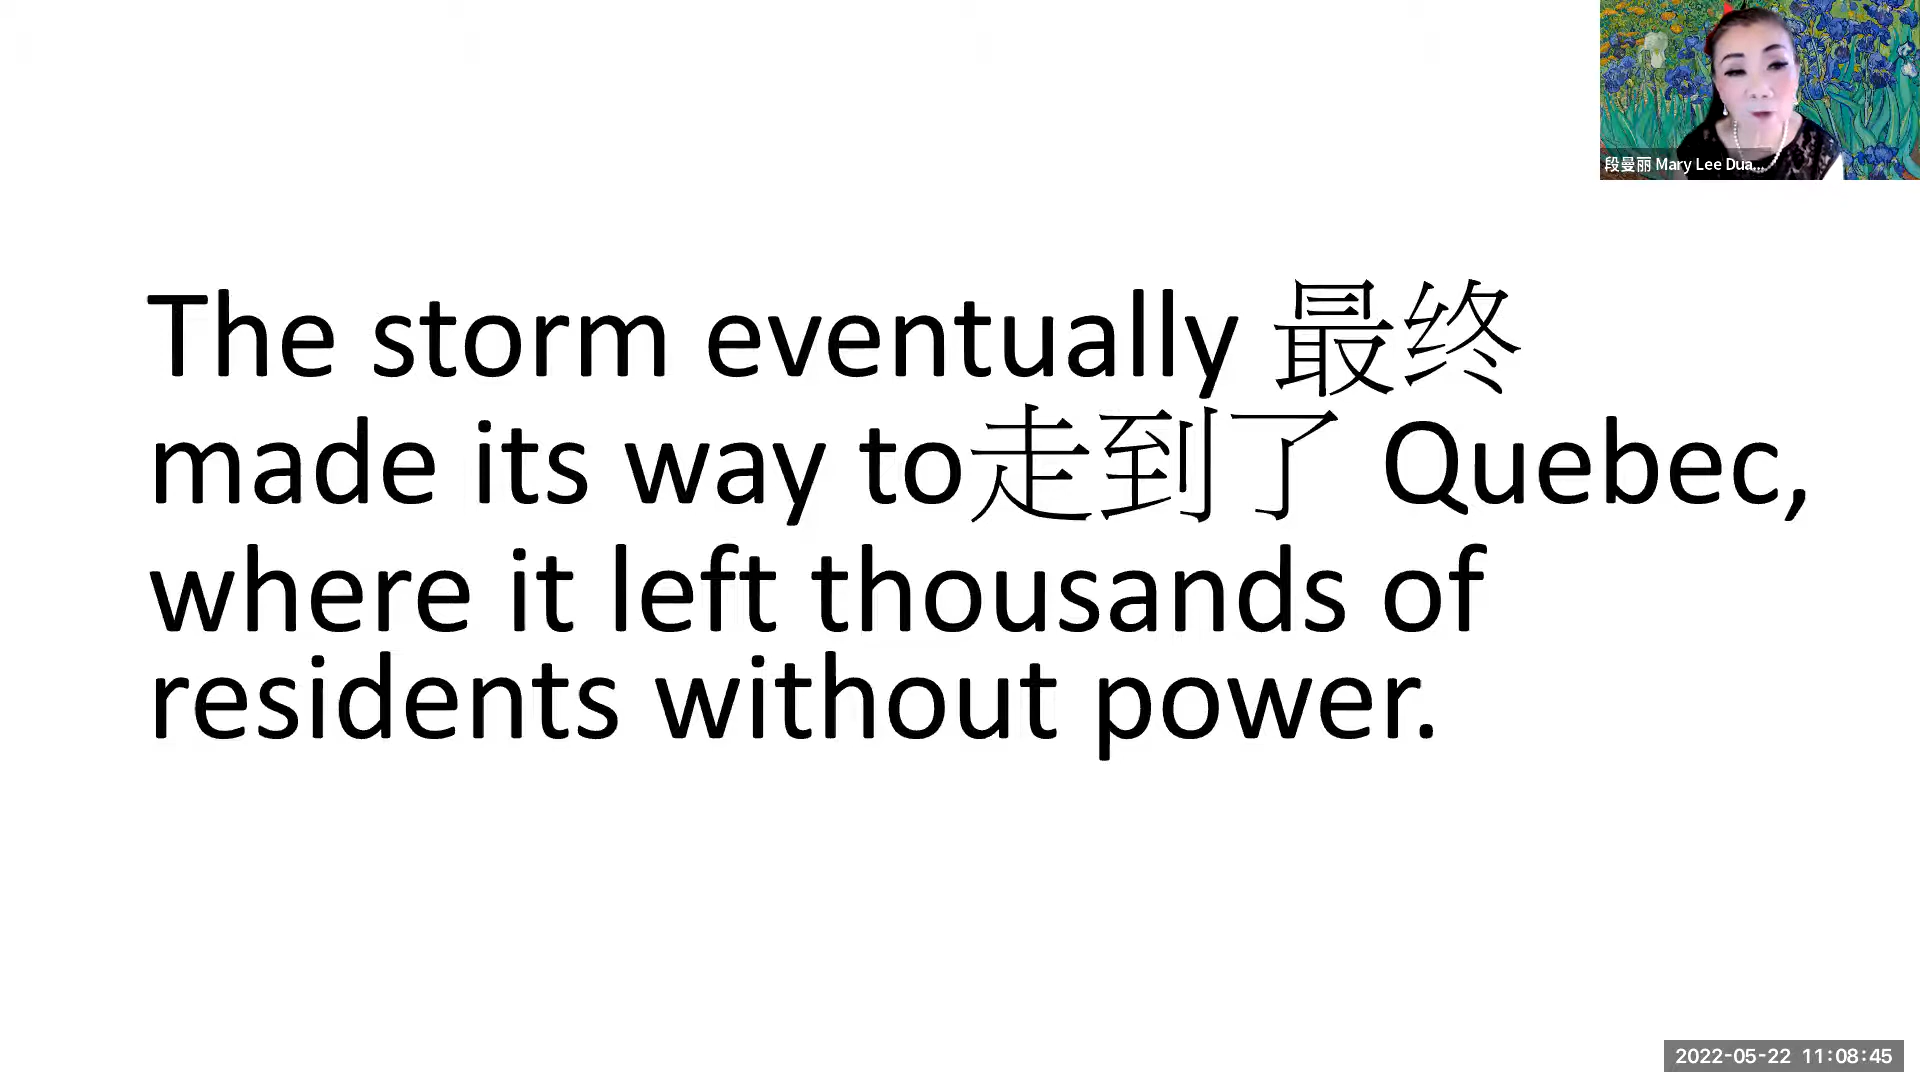 段曼丽 Mary Lee Dua...
The storm eventually 最终
made its way to走到了 Quebec,
where it left thousands of
residents without power.
2022-05-22 11:08:45